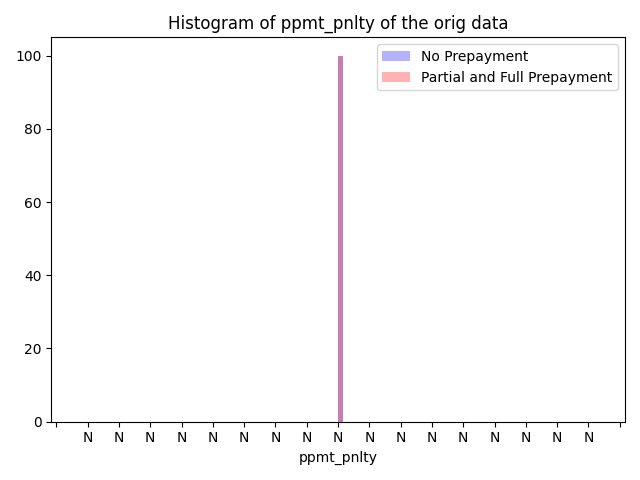 Histogram of ppmt_pnlty of the orig data
No Prepayment
Partial and Full Prepayment
100
80
60
40
20
0
N N N N N N N N N N N N N N N N N
ppmt_pnlty